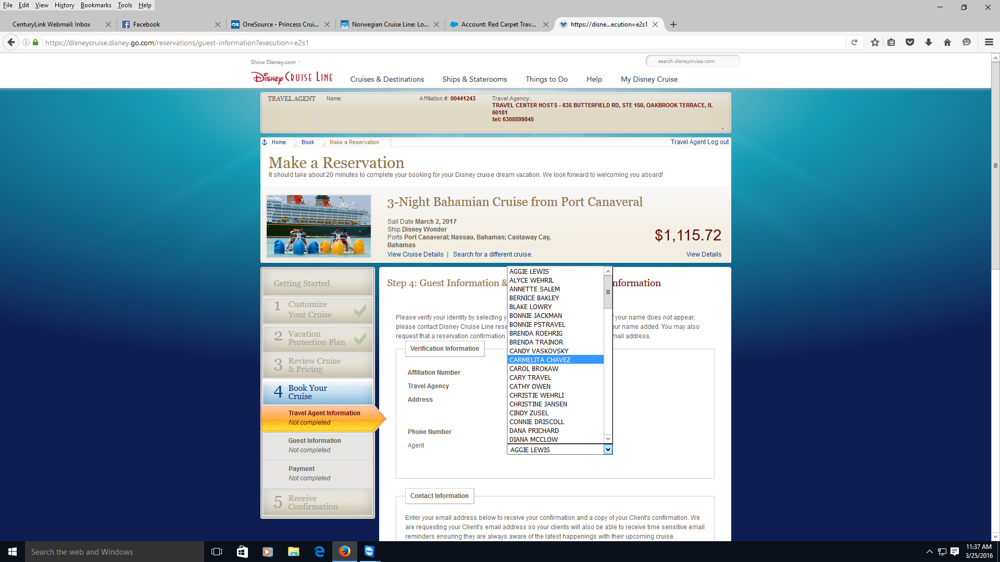 File Edit View History Bookmarks Tools Help
CenturyLink Webmail: Inbox
Facebook
OneSource - Princess Crui...
Norwegian Cruise Line: Lo...
Account: Red Carpet Trav...
https://disne...ecution=e2s1
https://disneycruise.disney.go.com/reservations/guest-information?execution=e2s1
Show Disney.com
search disneycruise.com
Disney Cruise Line
Cruises & Destinations
Ships & Staterooms
Things to Do
Help
My Disney Cruise
TRAVEL AGENT
Name:
Affiliation #: 00441243
Travel Agency:
TRAVEL CENTER HOSTS - 635 BUTTERFIELD RD, STE 150, OAKBROOK TERRACE, IL
60181
tel: 6308899845
-
Home
Book
Make a Reservation
Travel Agent Log out
Make a Reservation
It should take about 20 minutes to complete your booking for your Disney cruise dream vacation. We look forward to welcoming you aboard!
3-Night Bahamian Cruise from Port Canaveral
Sail Date March 2, 2017
Ship Disney Wonder
Ports Port Canaveral; Nassau, Bahamas; Castaway Cay,
Bahamas
$1,115.72
View Cruise Details | Search for a different cruise.
View Details
Getting Started
1 Customize
Your Cruise
2 Vacation
Protection Plan
3 Review Cruise
& Pricing
4 Book Your
Cruise
Travel Agent Information
Not completed
Guest Information
Not completed
Payment
Not completed
5 Receive
Confirmation
Step 4: Guest Information & nformation
Please verify your identity by selecting y f your name does not appear,
please contact Disney Cruise Line rese our name added. You may also
request that a reservation confirmation mail address.
Verification Information
Affiliation Number
Travel Agency
Address
Phone Number
Agent
AGGIE LEWIS
ALYCE WEHRIL
ANNETTE SALEM
BERNICE BAKLEY
BLAKE LOWRY
BONNIE JACKMAN
BONNIE PSTRAVEL
BRENDA ROEHRIG
BRENDA TRAINOR
CANDY VASKOVSKY
CARMELITA CHAVEZ
CAROL BROKAW
CARY TRAVEL
CATHY OWEN
CHRISTIE WEHRLI
CHRISTINE JANSEN
CINDY ZUSEL
CONNIE DRISCOLL
DANA PRICHARD
DIANA MCCLOW
AGGIE LEWIS
Contact Information
Enter your email address below to receive your confirmation and a copy of your Client's confirmation. We
are requesting your Client's email address so your clients will also be able to receive time sensitive email
reminders ensuring they are always aware of the latest happenings with their upcoming cruise.
Search the web and Windows
11:37 AM
3/25/2016